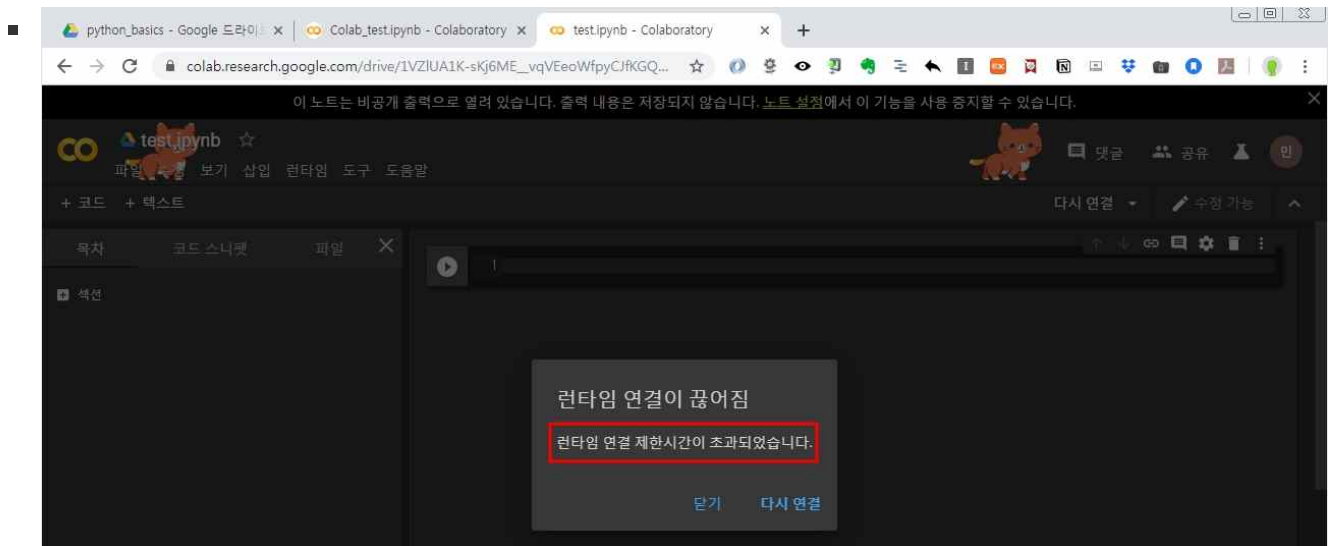 python_basics - Google 드라이브
Colab_test.ipynb - Colaboratory
test.ipynb - Colaboratory
colab.research.google.com/drive/1VZlUA1K-sKj6ME__vqVEeoWfpyCJfKGQ...
이 노트는 비공개 출력으로 열려 있습니다. 출력 내용은 저장되지 않습니다. 노트 설정에서 이 기능을 사용 중지할 수 있습니다.
test.ipynb
댓글 공유 민
파일 보기 삽입 런타임 도구 도움말
+ 코드 + 텍스트 다시 연결 수정 가능
목차 코드 스니펫 파일
1
섹션
런타임 연결이 끊어짐
런타임 연결 제한시간이 초과되었습니다.
닫기 다시 연결